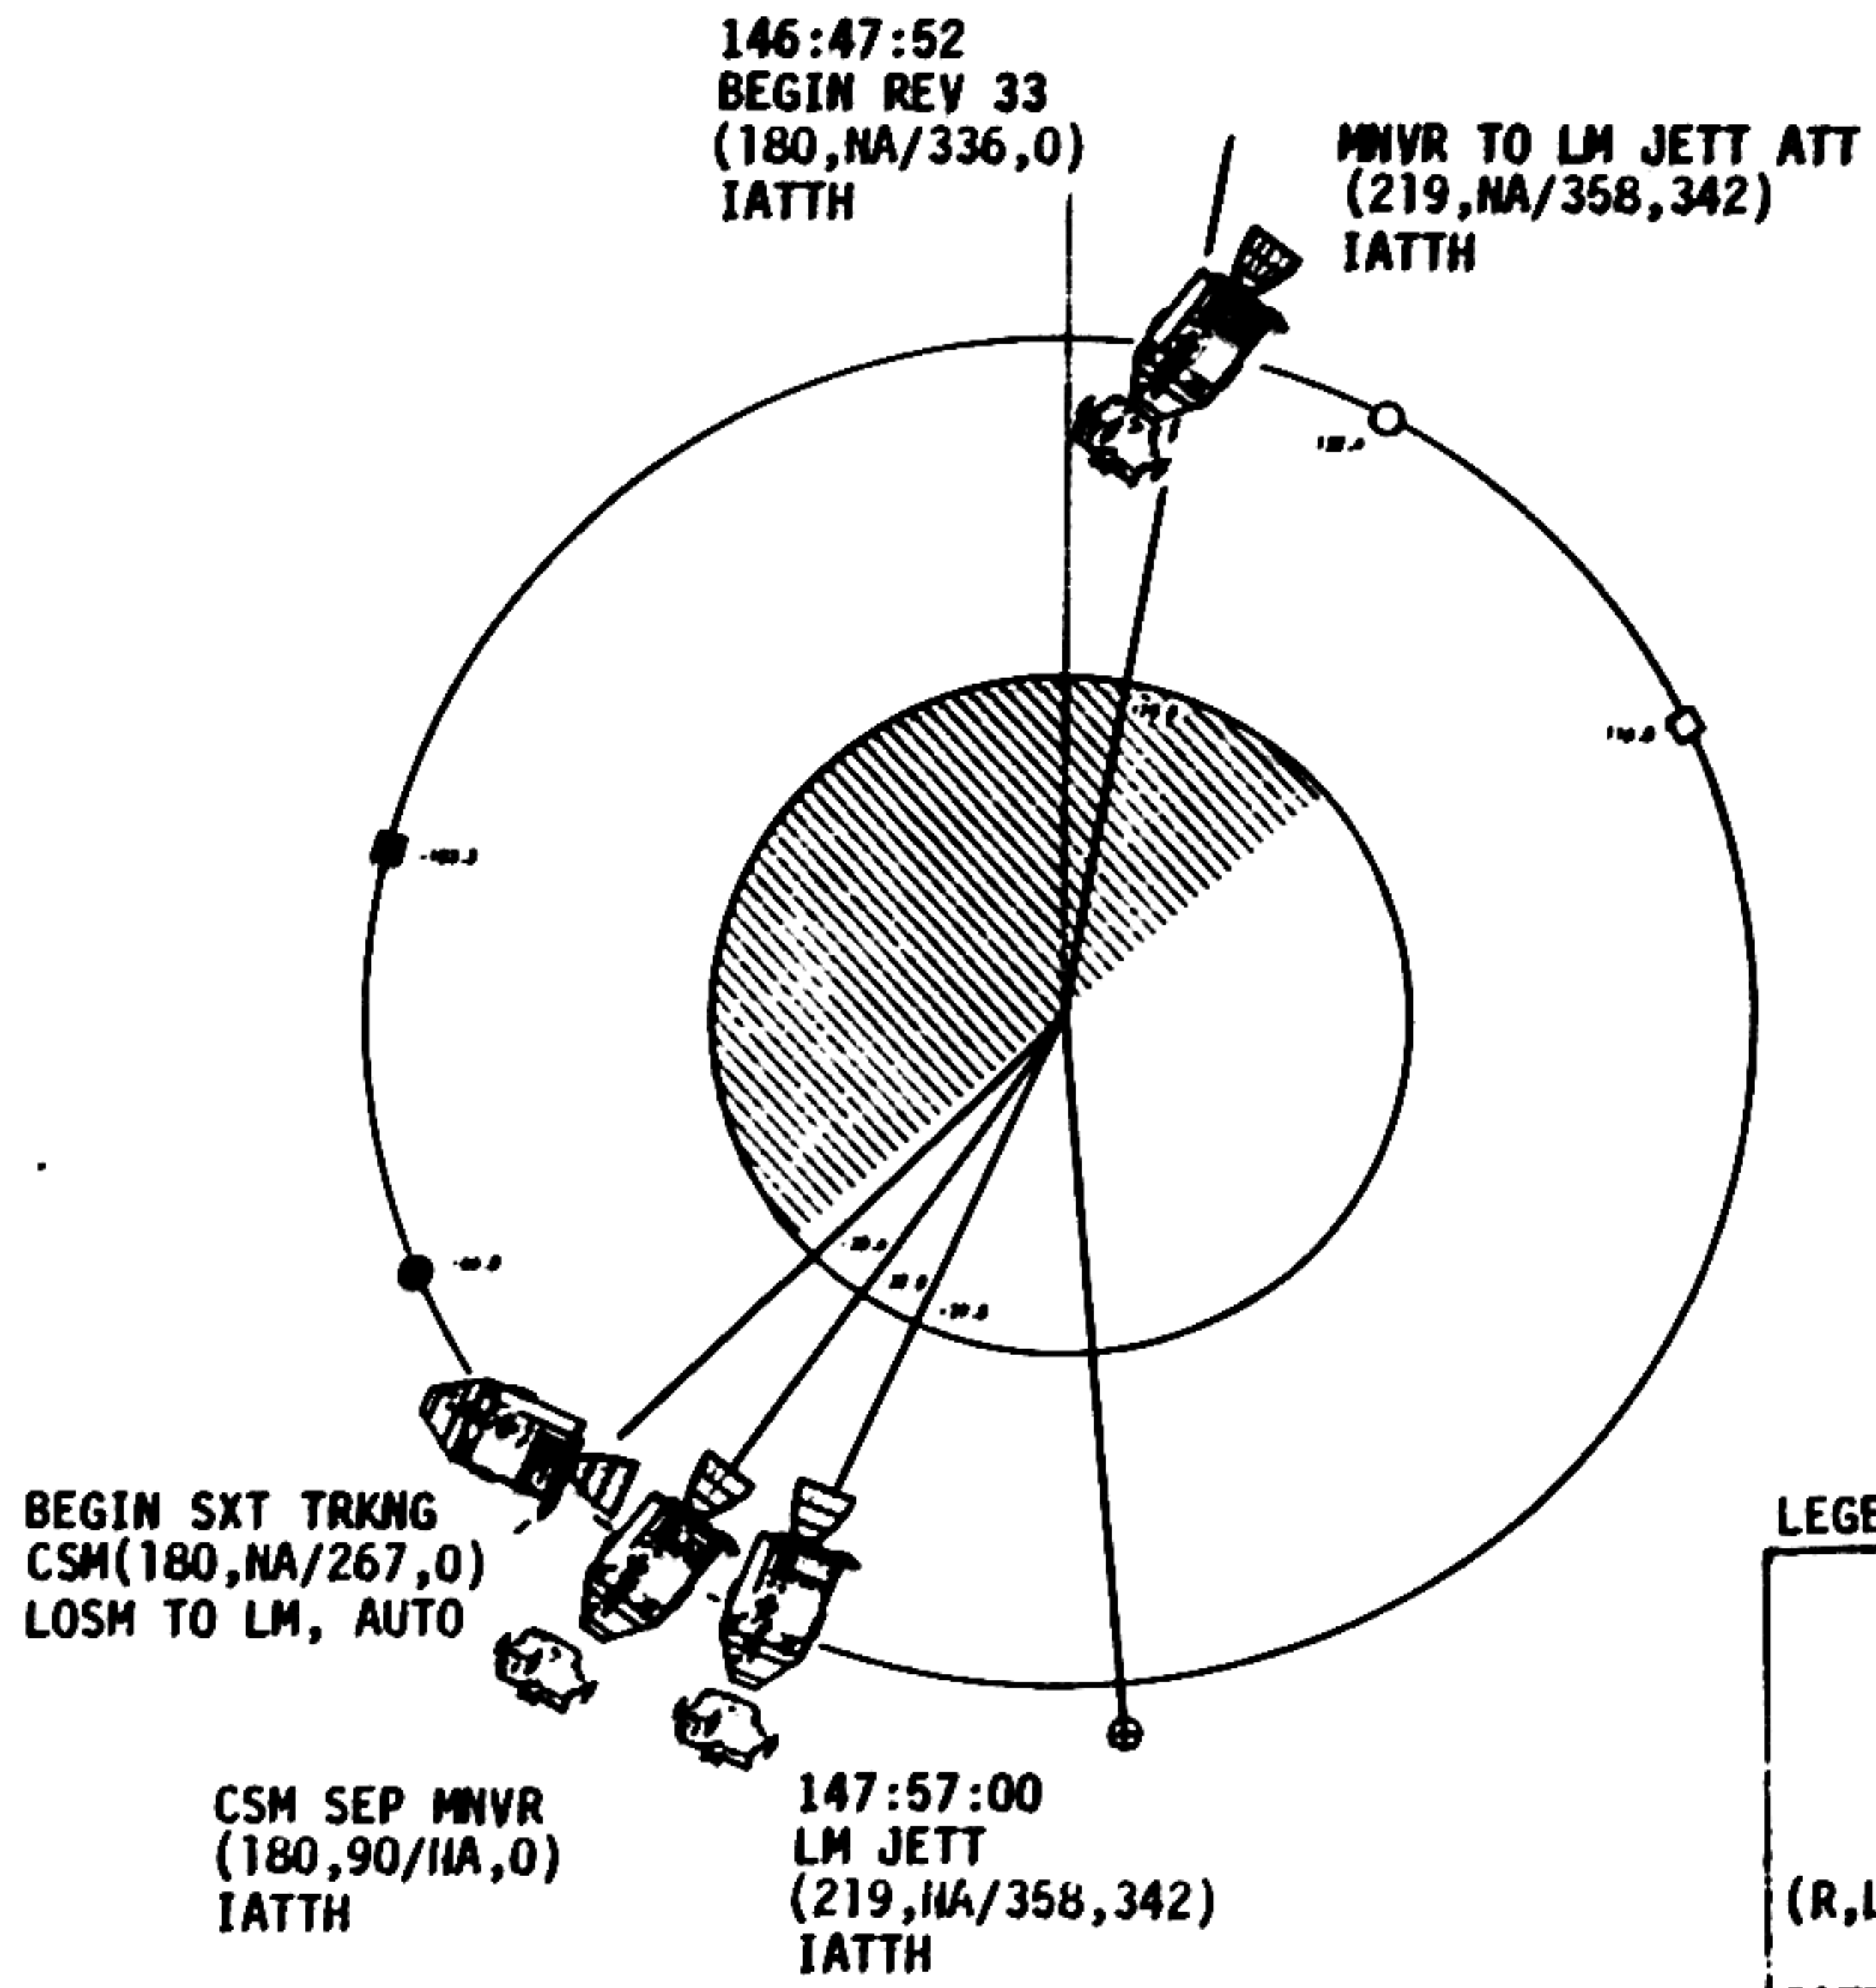 146:47:52
BEGIN REV 33
(180,NA/336,0)
IATTH
MNVR TO LM JETT ATT
(219,NA/358,342)
IATTH
BEGIN SXT TRKNG
CSM(180,NA/267,0)
LOSM TO LM, AUTO
CSM SEP MNVR
(180,90/NA,0)
IATTH
147:57:00
LM JETT
(219,NA/358,342)
IATTH
LEGE
(R,L